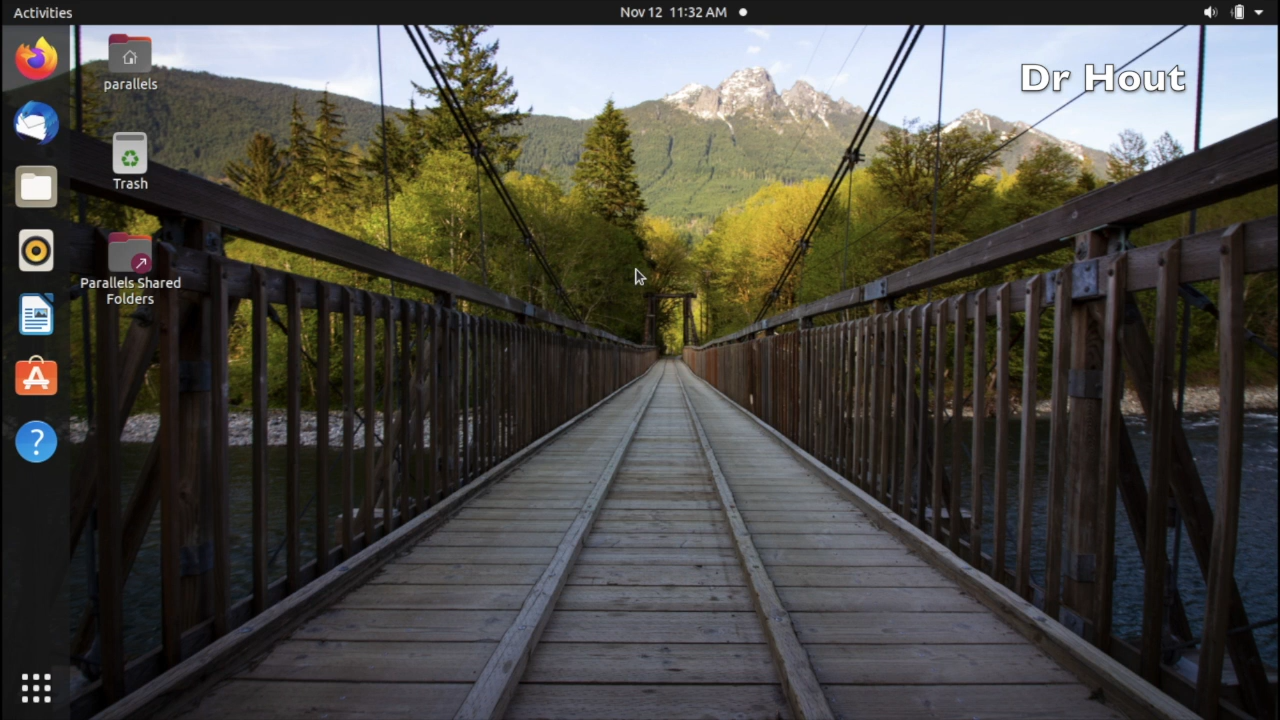 Activities
Nov 12 11:32 AM
Dr Hout
parallels
Trash
Parallels Shared
Folders